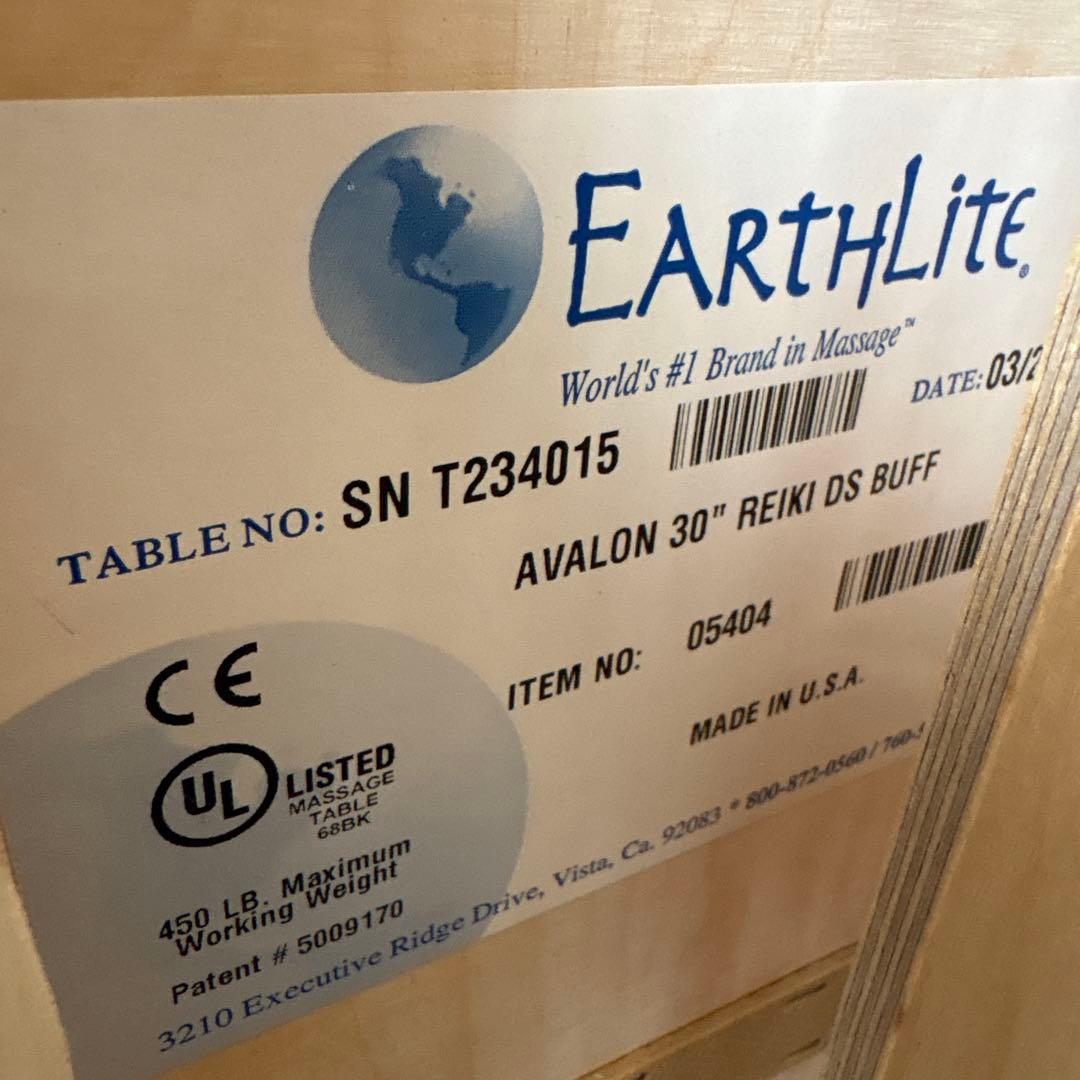 EARTHLITE®
World's #1 Brand in Massage™
DATE: 03/2
TABLE NO: SN T234015
AVALON 30" REIKI DS BUFF
ITEM NO: 05404
MADE IN U.S.A.
CE
UL LISTED
MASSAGE
TABLE
68BK
450 LB. Maximum
Working Weight
Patent # 5009170
3210 Executive Ridge Drive, Vista, Ca. 92083 * 800-872-0560 / 760-